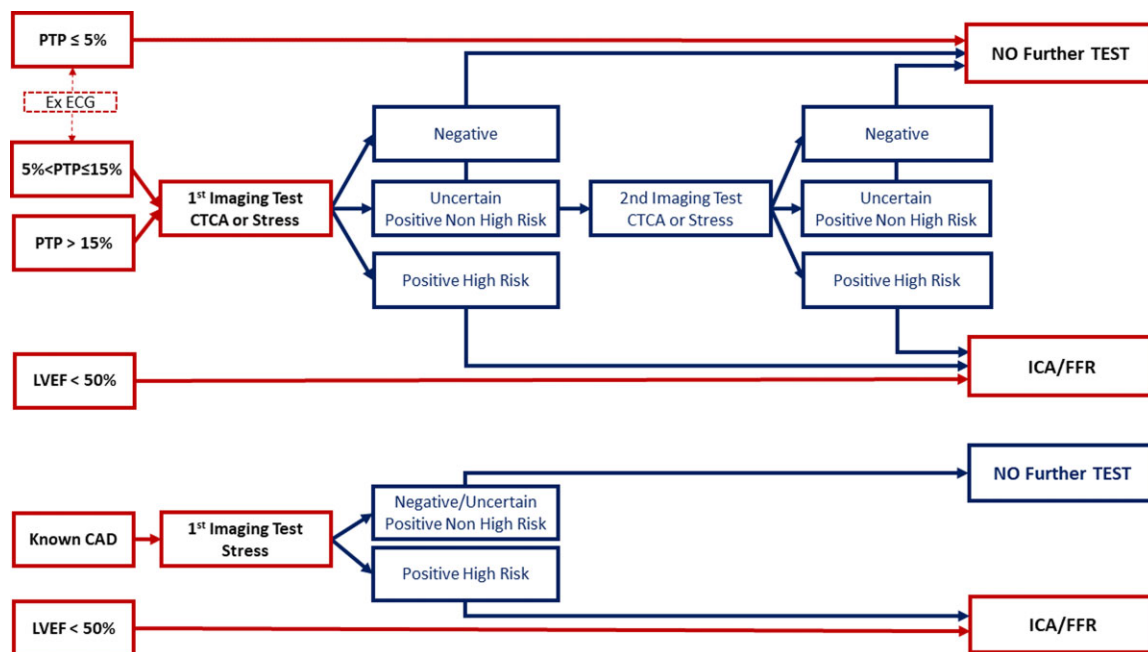 PTP ≤ 5%
NO Further TEST
Ex ECG
Negative
Negative
5%<PTP≤15%
1st Imaging Test
CTCA or Stress
Uncertain
Positive Non High Risk
2nd Imaging Test
CTCA or Stress
Uncertain
Positive Non High Risk
PTP > 15%
Positive High Risk
Positive High Risk
LVEF < 50%
ICA/FFR
NO Further TEST
Negative/Uncertain
Positive Non High Risk
Known CAD
1st Imaging Test
Stress
Positive High Risk
LVEF < 50%
ICA/FFR